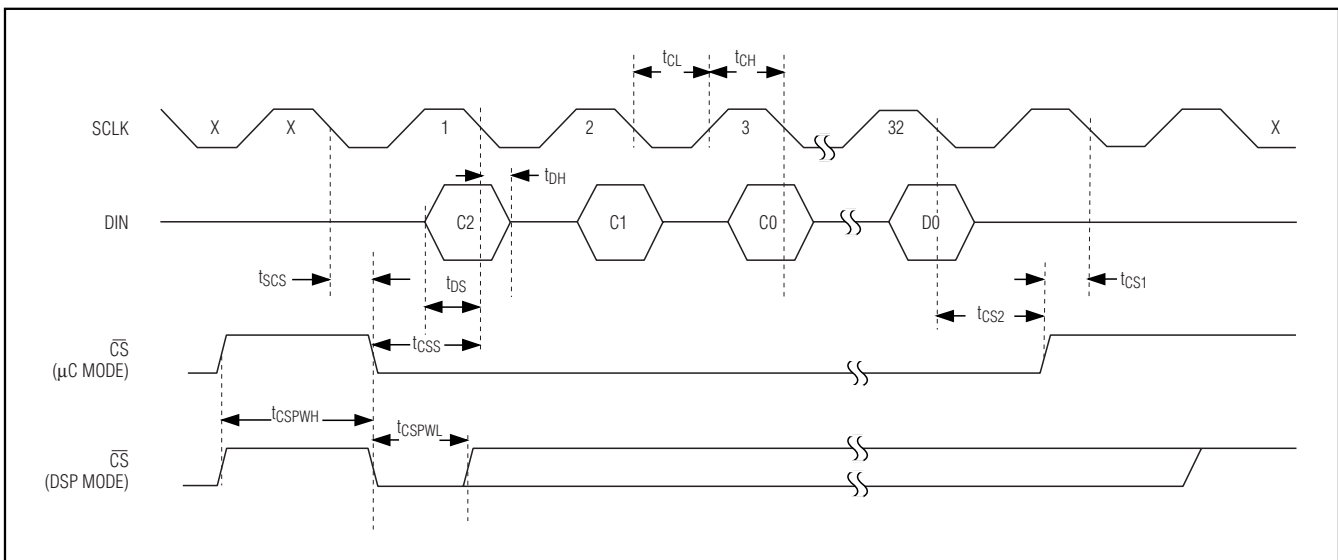 tCL tCH
SCLK X X 1 2 3 32 X
tDH
DIN C2 C1 C0 D0
tSCS tDS tCS1
tCS2
CS tCSS
(μC MODE)
tCSPWH tCSPWL
CS
(DSP MODE)